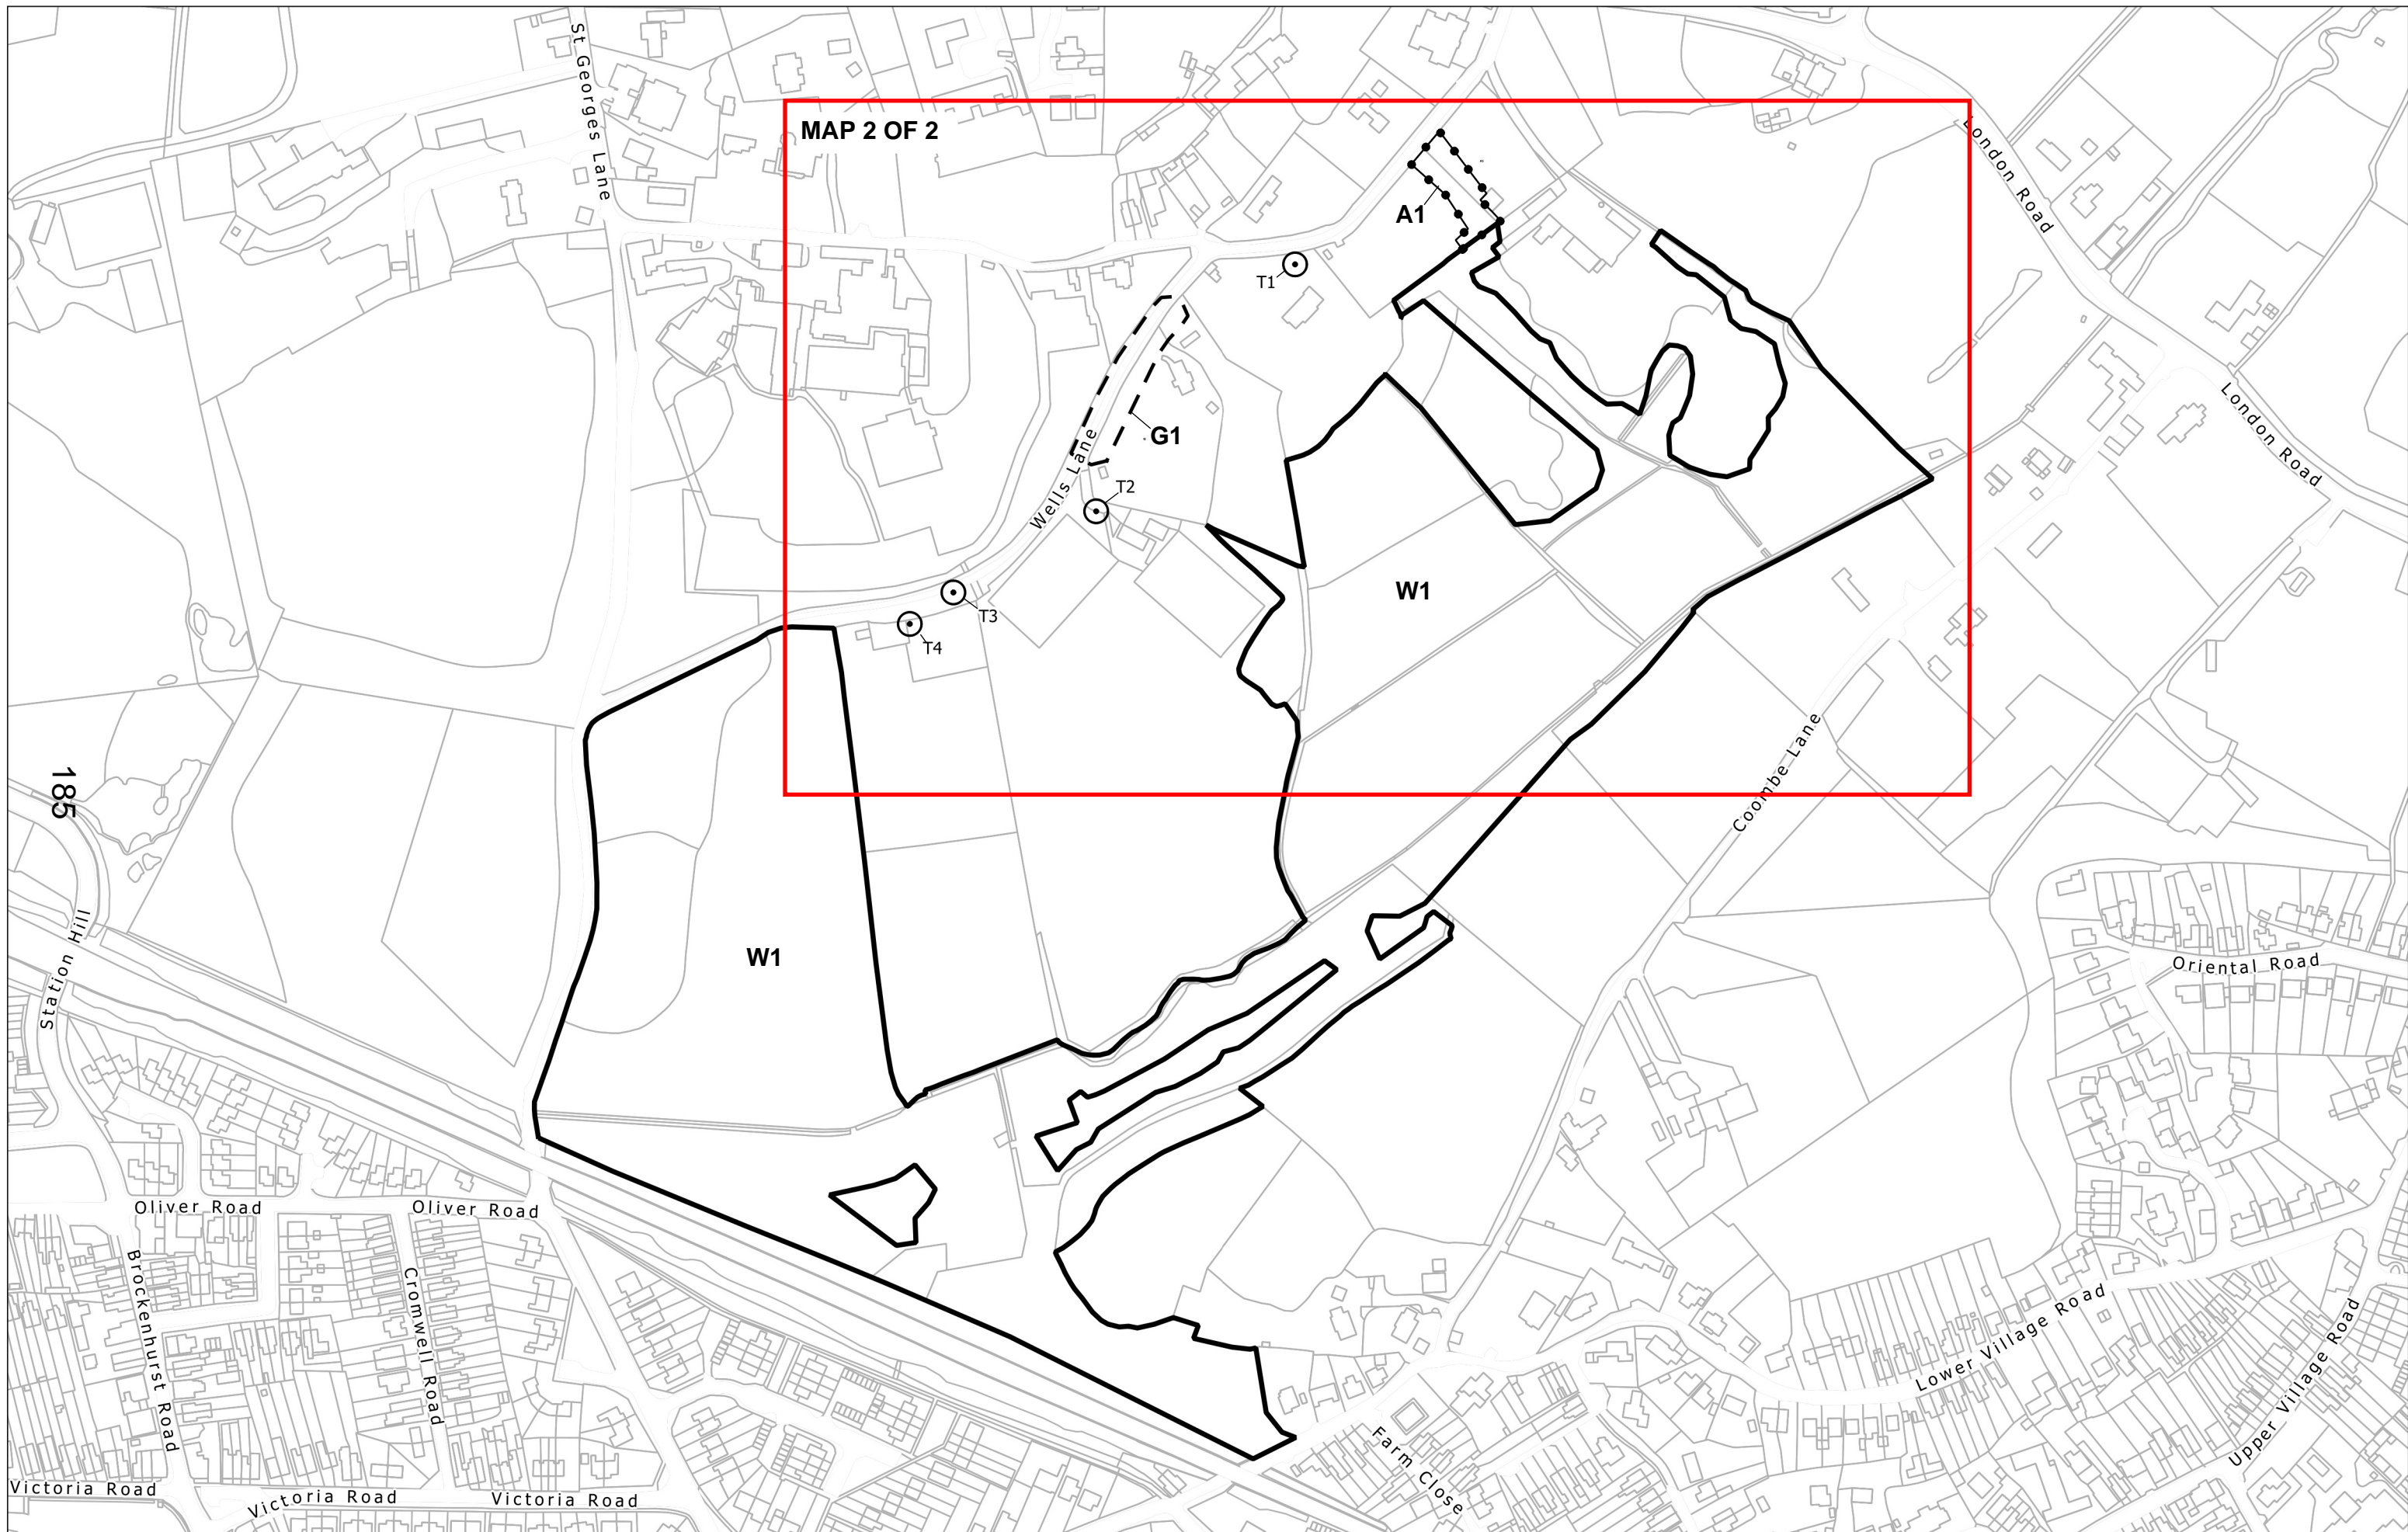 St Georges Lane
MAP 2 OF 2
London Road
A1
T1
G1
Wells Lane
T2
London Road
W1
T3
T4
Coombe Lane
185
Station Hill
W1
Oriental Road
Oliver Road
Oliver Road
Brockenhurst Road
Cromwell Road
Lower Village Road
Upper Village Road
Farm Close
Victoria Road
Victoria Road
Victoria Road